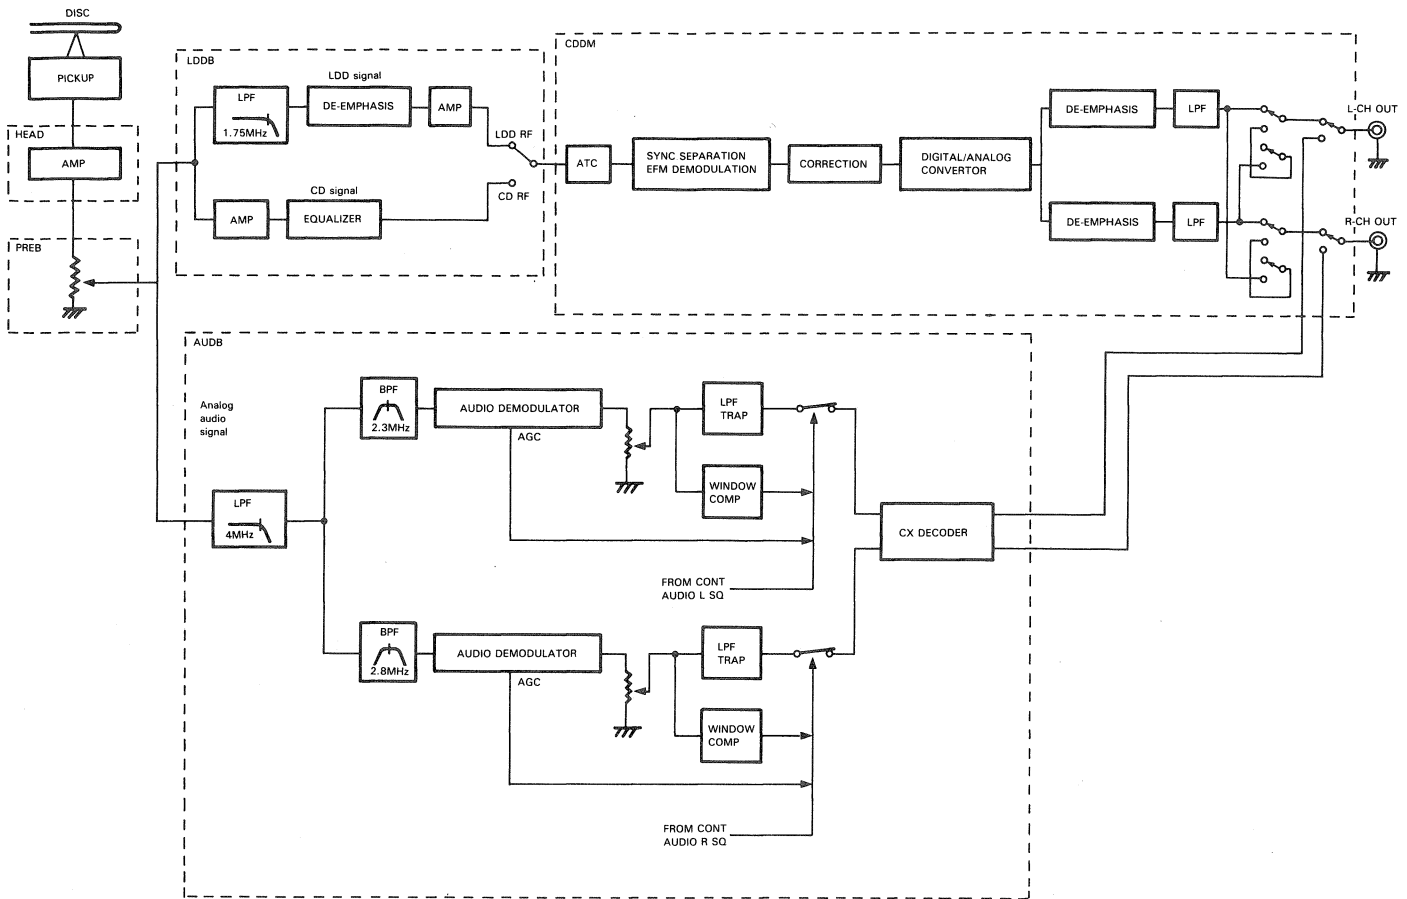 DISC
PICKUP
HEAD
AMP
PREB
LDDB
LDD signal
LPF
1.75MHz
DE-EMPHASIS
AMP
LDD RF
CD signal
AMP
EQUALIZER
CD RF
CDDM
ATC
SYNC SEPARATION
EFM DEMODULATION
CORRECTION
DIGITAL/ANALOG
CONVERTOR
DE-EMPHASIS
LPF
L-CH OUT
DE-EMPHASIS
LPF
R-CH OUT
AUDB
Analog
audio
signal
LPF
4MHz
BPF
2.3MHz
AUDIO DEMODULATOR
AGC
LPF
TRAP
WINDOW
COMP
FROM CONT
AUDIO L SQ
CX DECODER
BPF
2.8MHz
AUDIO DEMODULATOR
AGC
LPF
TRAP
WINDOW
COMP
FROM CONT
AUDIO R SQ